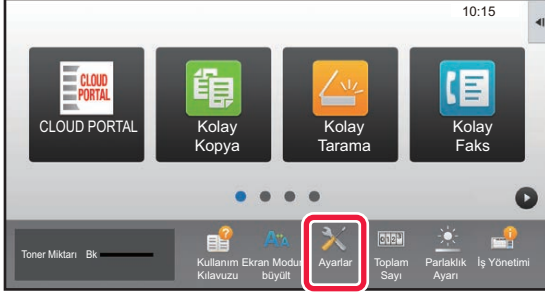 10:15
CLOUD
PORTAL
CLOUD PORTAL
Kolay
Kopya
Kolay
Tarama
Kolay
Faks
Toner Miktarı Bk
Kullanım
Kılavuzu
Ekran Modun
büyült
Ayarlar
Toplam
Sayı
Parlaklık
Ayarı
İş Yönetimi